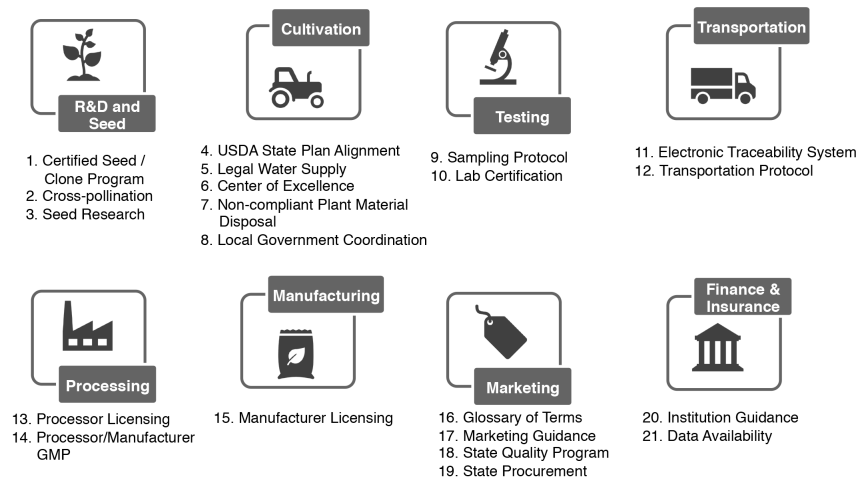 R&D and
Seed
1. Certified Seed /
Clone Program
2. Cross-pollination
3. Seed Research
Cultivation
4. USDA State Plan Alignment
5. Legal Water Supply
6. Center of Excellence
7. Non-compliant Plant Material
Disposal
8. Local Government Coordination
Testing
9. Sampling Protocol
10. Lab Certification
Transportation
11. Electronic Traceability System
12. Transportation Protocol
Processing
13. Processor Licensing
14. Processor/Manufacturer
GMP
Manufacturing
15. Manufacturer Licensing
Marketing
16. Glossary of Terms
17. Marketing Guidance
18. State Quality Program
19. State Procurement
Finance &
Insurance
20. Institution Guidance
21. Data Availability